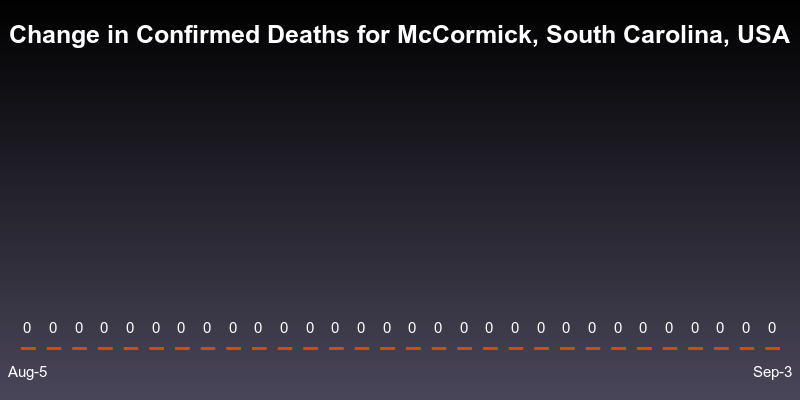 Change in Confirmed Deaths for McCormick, South Carolina, USA
0 0 0 0 0 0 0 0 0 0 0 0 0 0 0 0 0 0 0 0 0 0 0 0 0 0 0 0 0 0
Aug-5 Sep-3